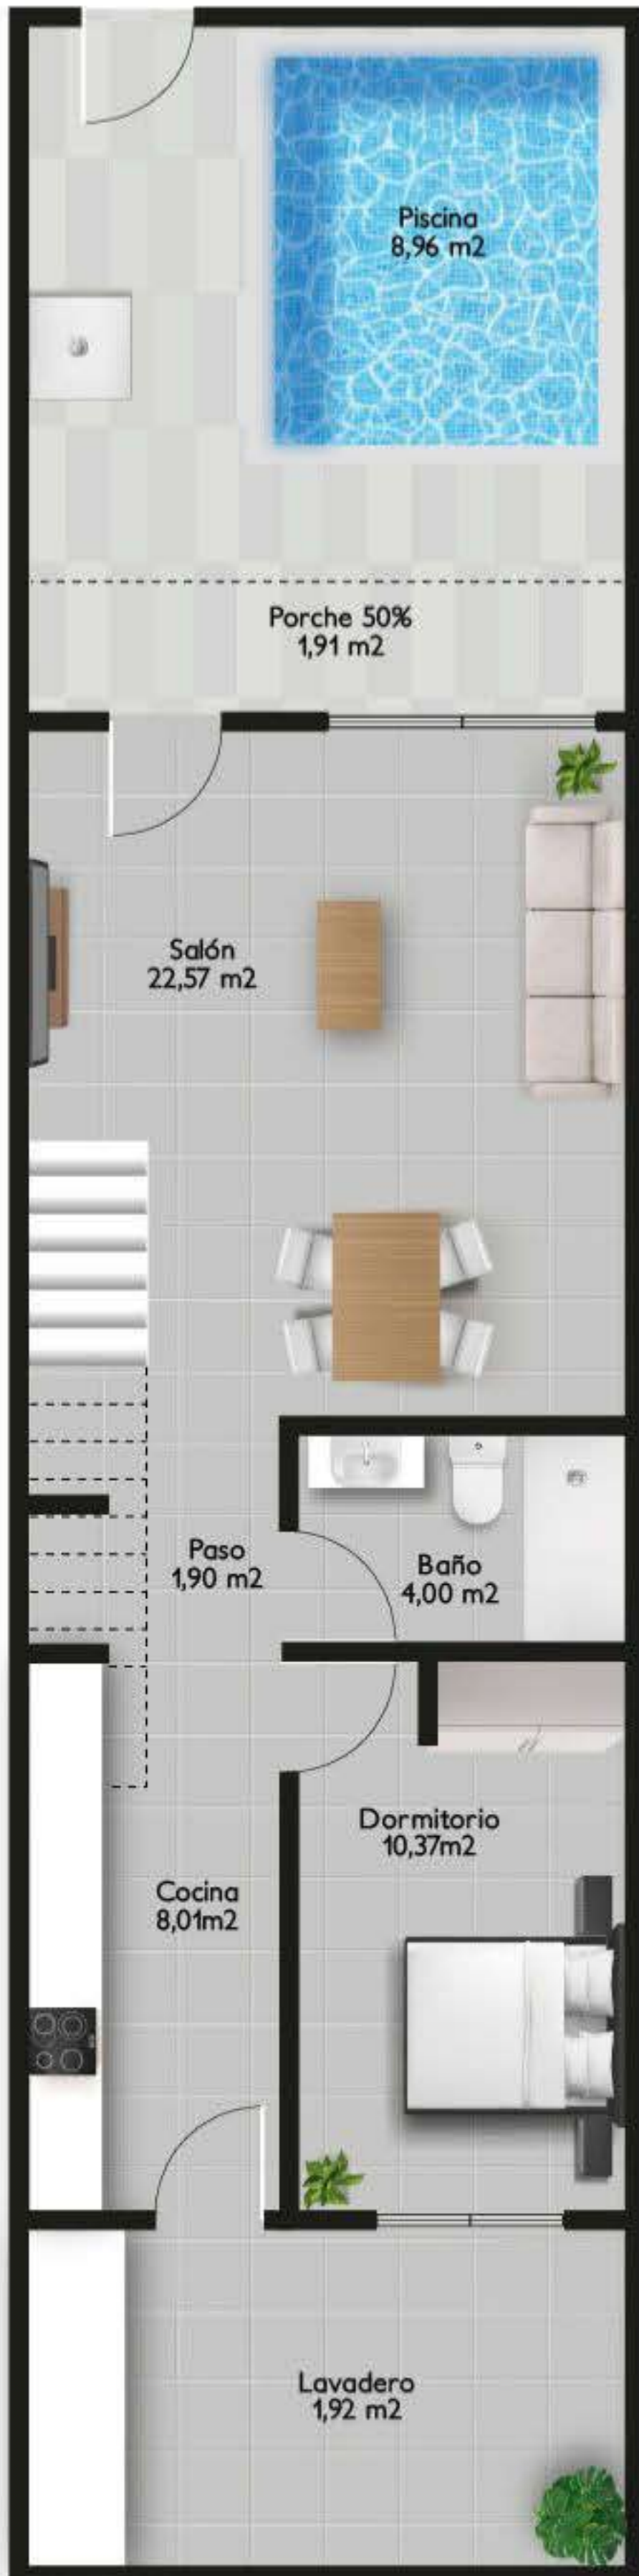 Piscina
8,96 m2
Porche 50%
1,91 m2
Salón
22,57 m2
Paso
1,90 m2
Baño
4,00 m2
Dormitorio
10,37m2
Cocina
8,01m2
Lavadero
1,92 m2